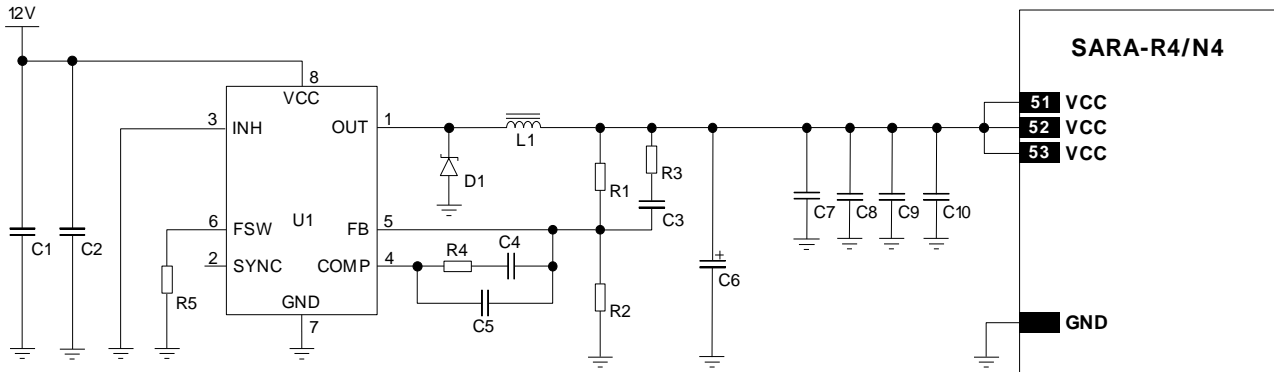 12V
SARA-R4/N4
8
VCC
51 VCC
3 INH
OUT 1
52 VCC
L1
53 VCC
D1
R1
R3
C3
C7
C8
C9
C10
U1
6 FSW
FB 5
C1
C2
R4
C4
2 SYNC
COMP 4
C6
R5
GND
C5
R2
7
GND